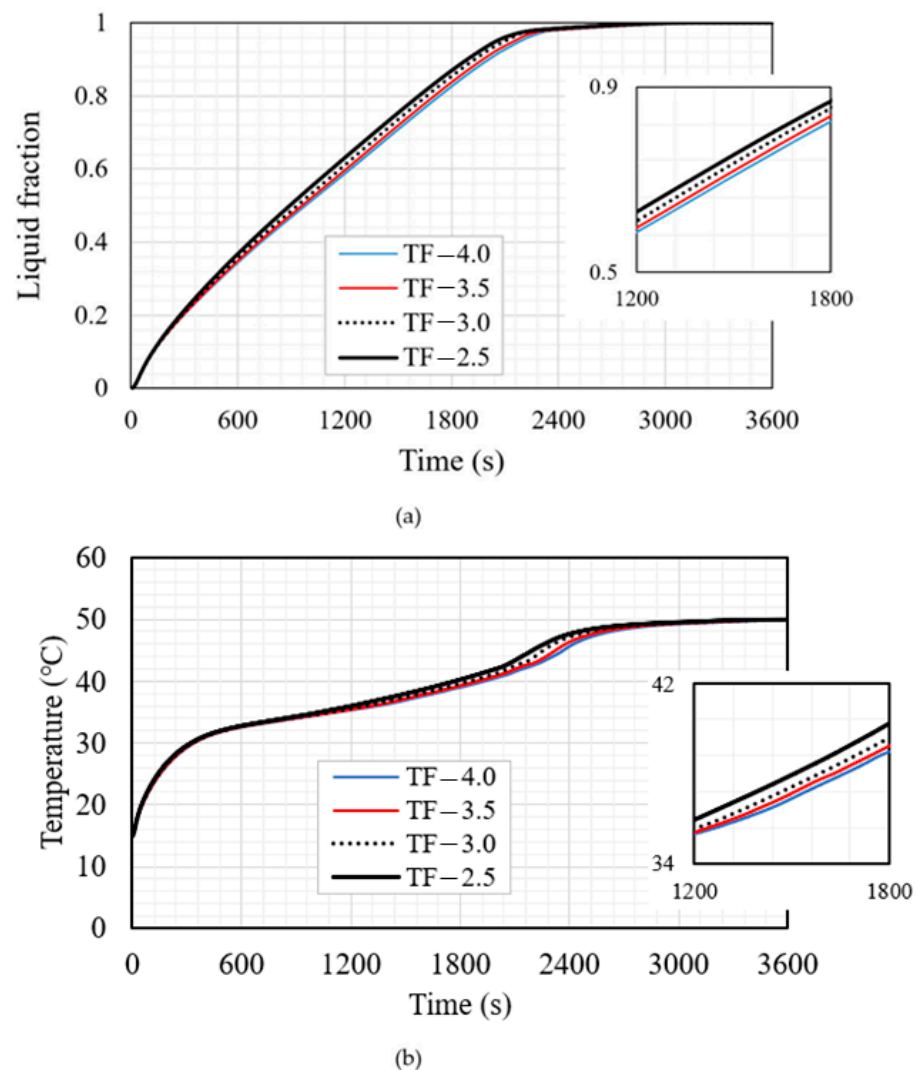 1
0.8
0.6
0.4
0.2
0
Liquid fraction
0 600 1200 1800 2400 3000 3600
Time (s)
TF−4.0
TF−3.5
TF−3.0
TF−2.5
0.9
0.5
1200 1800
(a)
60
50
40
30
20
10
0
Temperature (°C)
0 600 1200 1800 2400 3000 3600
Time (s)
TF−4.0
TF−3.5
TF−3.0
TF−2.5
42
34
1200 1800
(b)